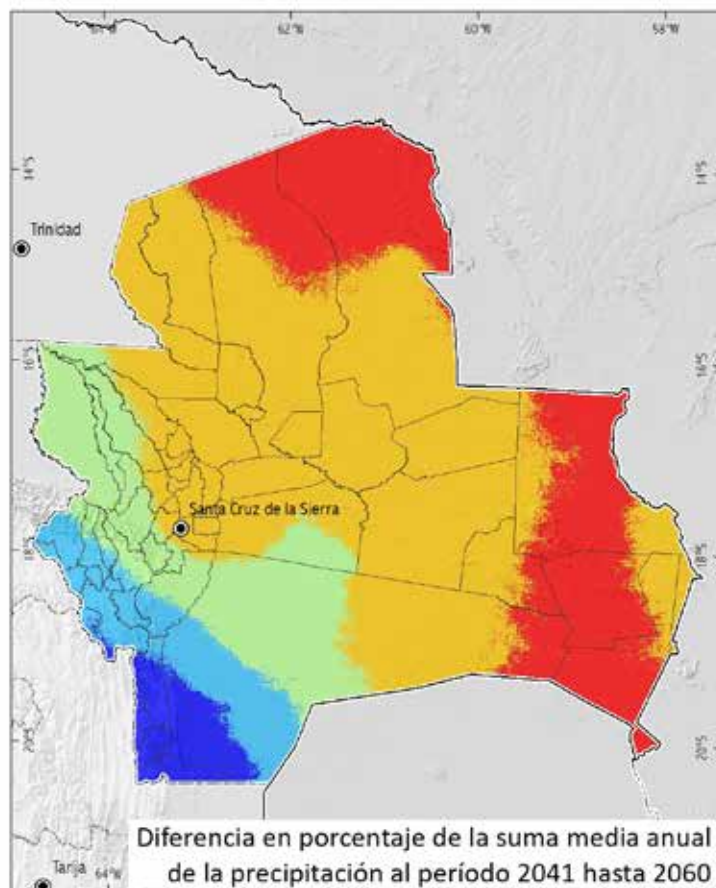 64°W 62°W 60°W 58°W
14°S 14°S
Trinidad
16°S 16°S
Santa Cruz de la Sierra
18°S 18°S
20°S 20°S
Diferencia en porcentaje de la suma media anual
de la precipitación al período 2041 hasta 2060
Tarija 64°W